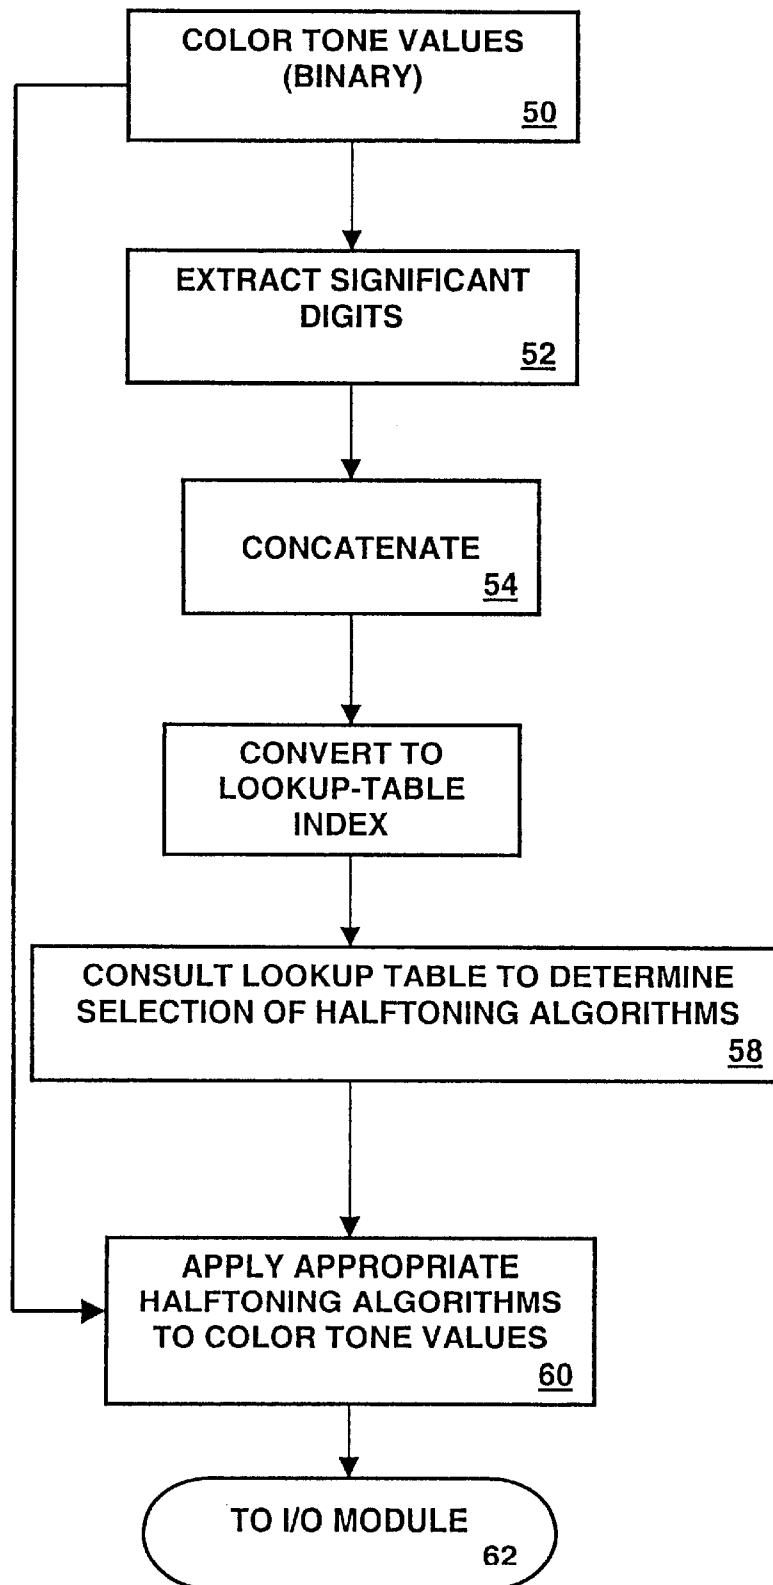 COLOR TONE VALUES
(BINARY)
50
EXTRACT SIGNIFICANT
DIGITS
52
CONCATENATE
54
CONVERT TO
LOOKUP-TABLE
INDEX
CONSULT LOOKUP TABLE TO DETERMINE
SELECTION OF HALFTONING ALGORITHMS
58
APPLY APPROPRIATE
HALFTONING ALGORITHMS
TO COLOR TONE VALUES
60
TO I/O MODULE
62